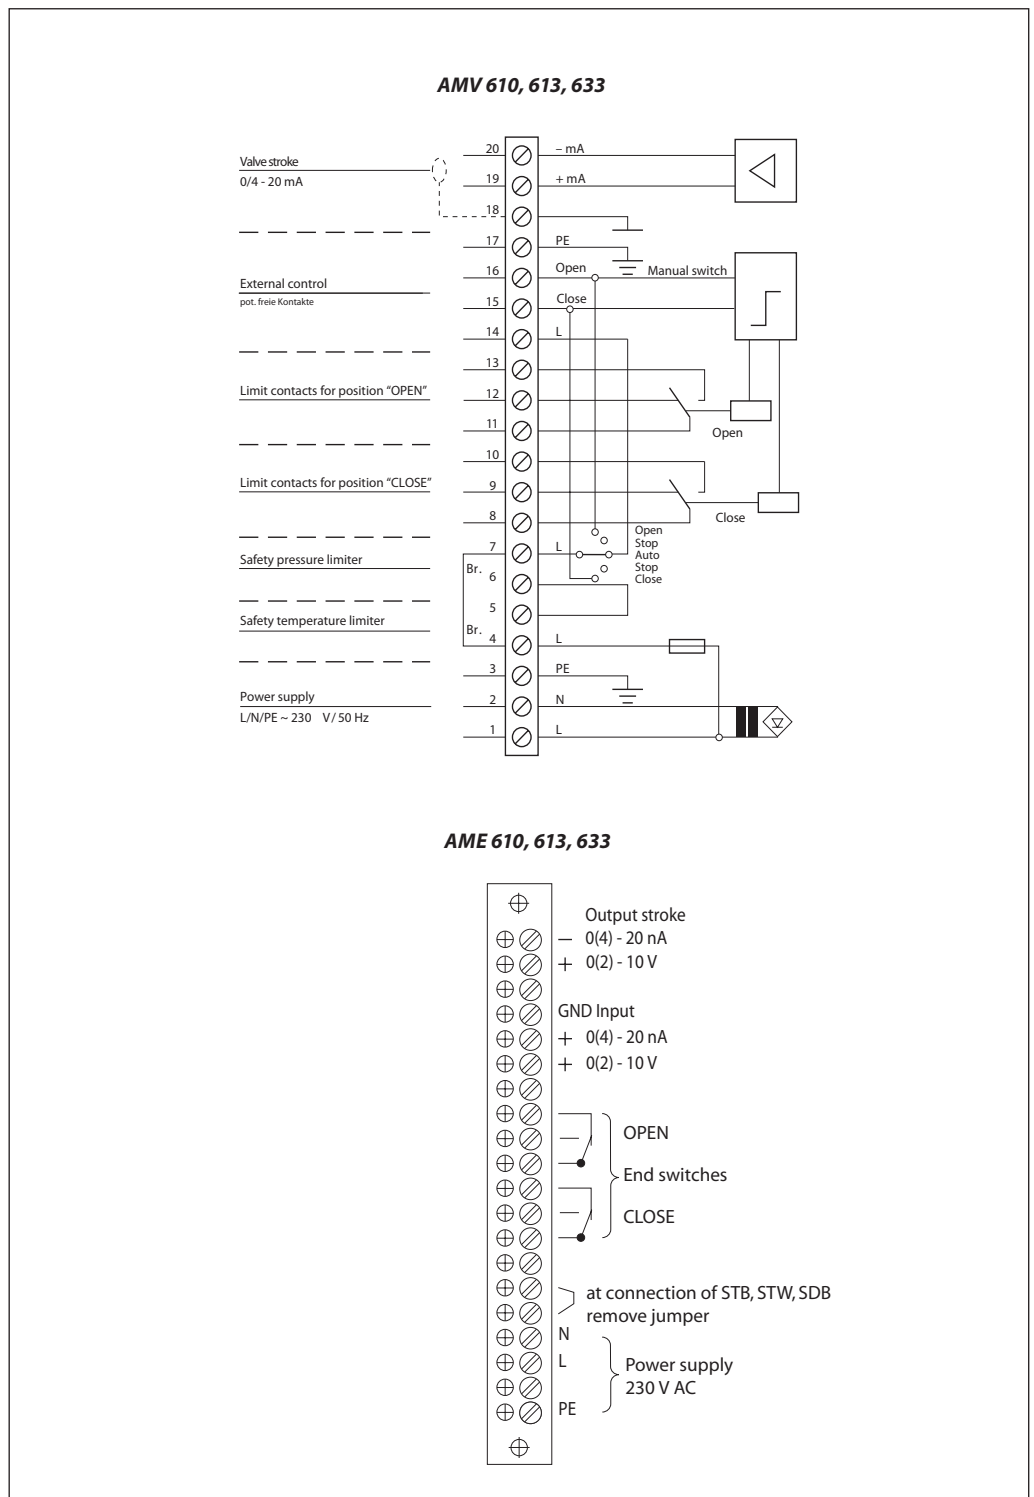 AMV 610, 613, 633
Valve stroke
0/4 - 20 mA
20
– mA
19
+ mA
18
17
PE
External control
pot. freie Kontakte
16
Open
Manual switch
15
Close
14
L
13
Limit contacts for position “OPEN”
12
11
Open
10
Limit contacts for position “CLOSE”
9
8
Close
Open
Stop
Auto
Stop
Close
Safety pressure limiter
7
L
Br.
6
5
Safety temperature limiter
Br.
4
L
3
PE
Power supply
L/N/PE ~ 230 V/ 50 Hz
2
N
1
L
AME 610, 613, 633
Output stroke
– 0(4) - 20 nA
+ 0(2) - 10 V
GND Input
+ 0(4) - 20 nA
+ 0(2) - 10 V
OPEN
End switches
CLOSE
at connection of STB, STW, SDB
remove jumper
N
L
Power supply
230 V AC
PE